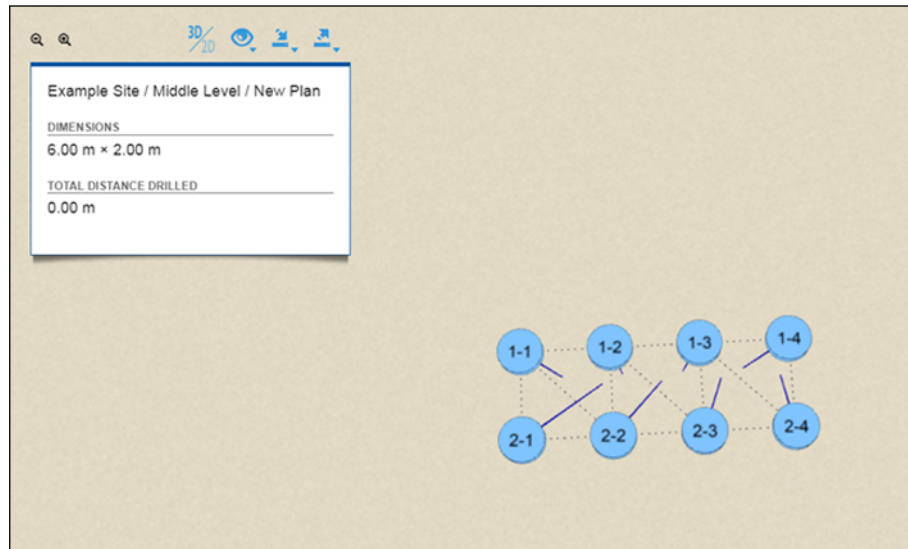 3D/2D
Example Site / Middle Level / New Plan
DIMENSIONS
6.00 m × 2.00 m
TOTAL DISTANCE DRILLED
0.00 m
1-1
1-2
1-3
1-4
2-1
2-2
2-3
2-4